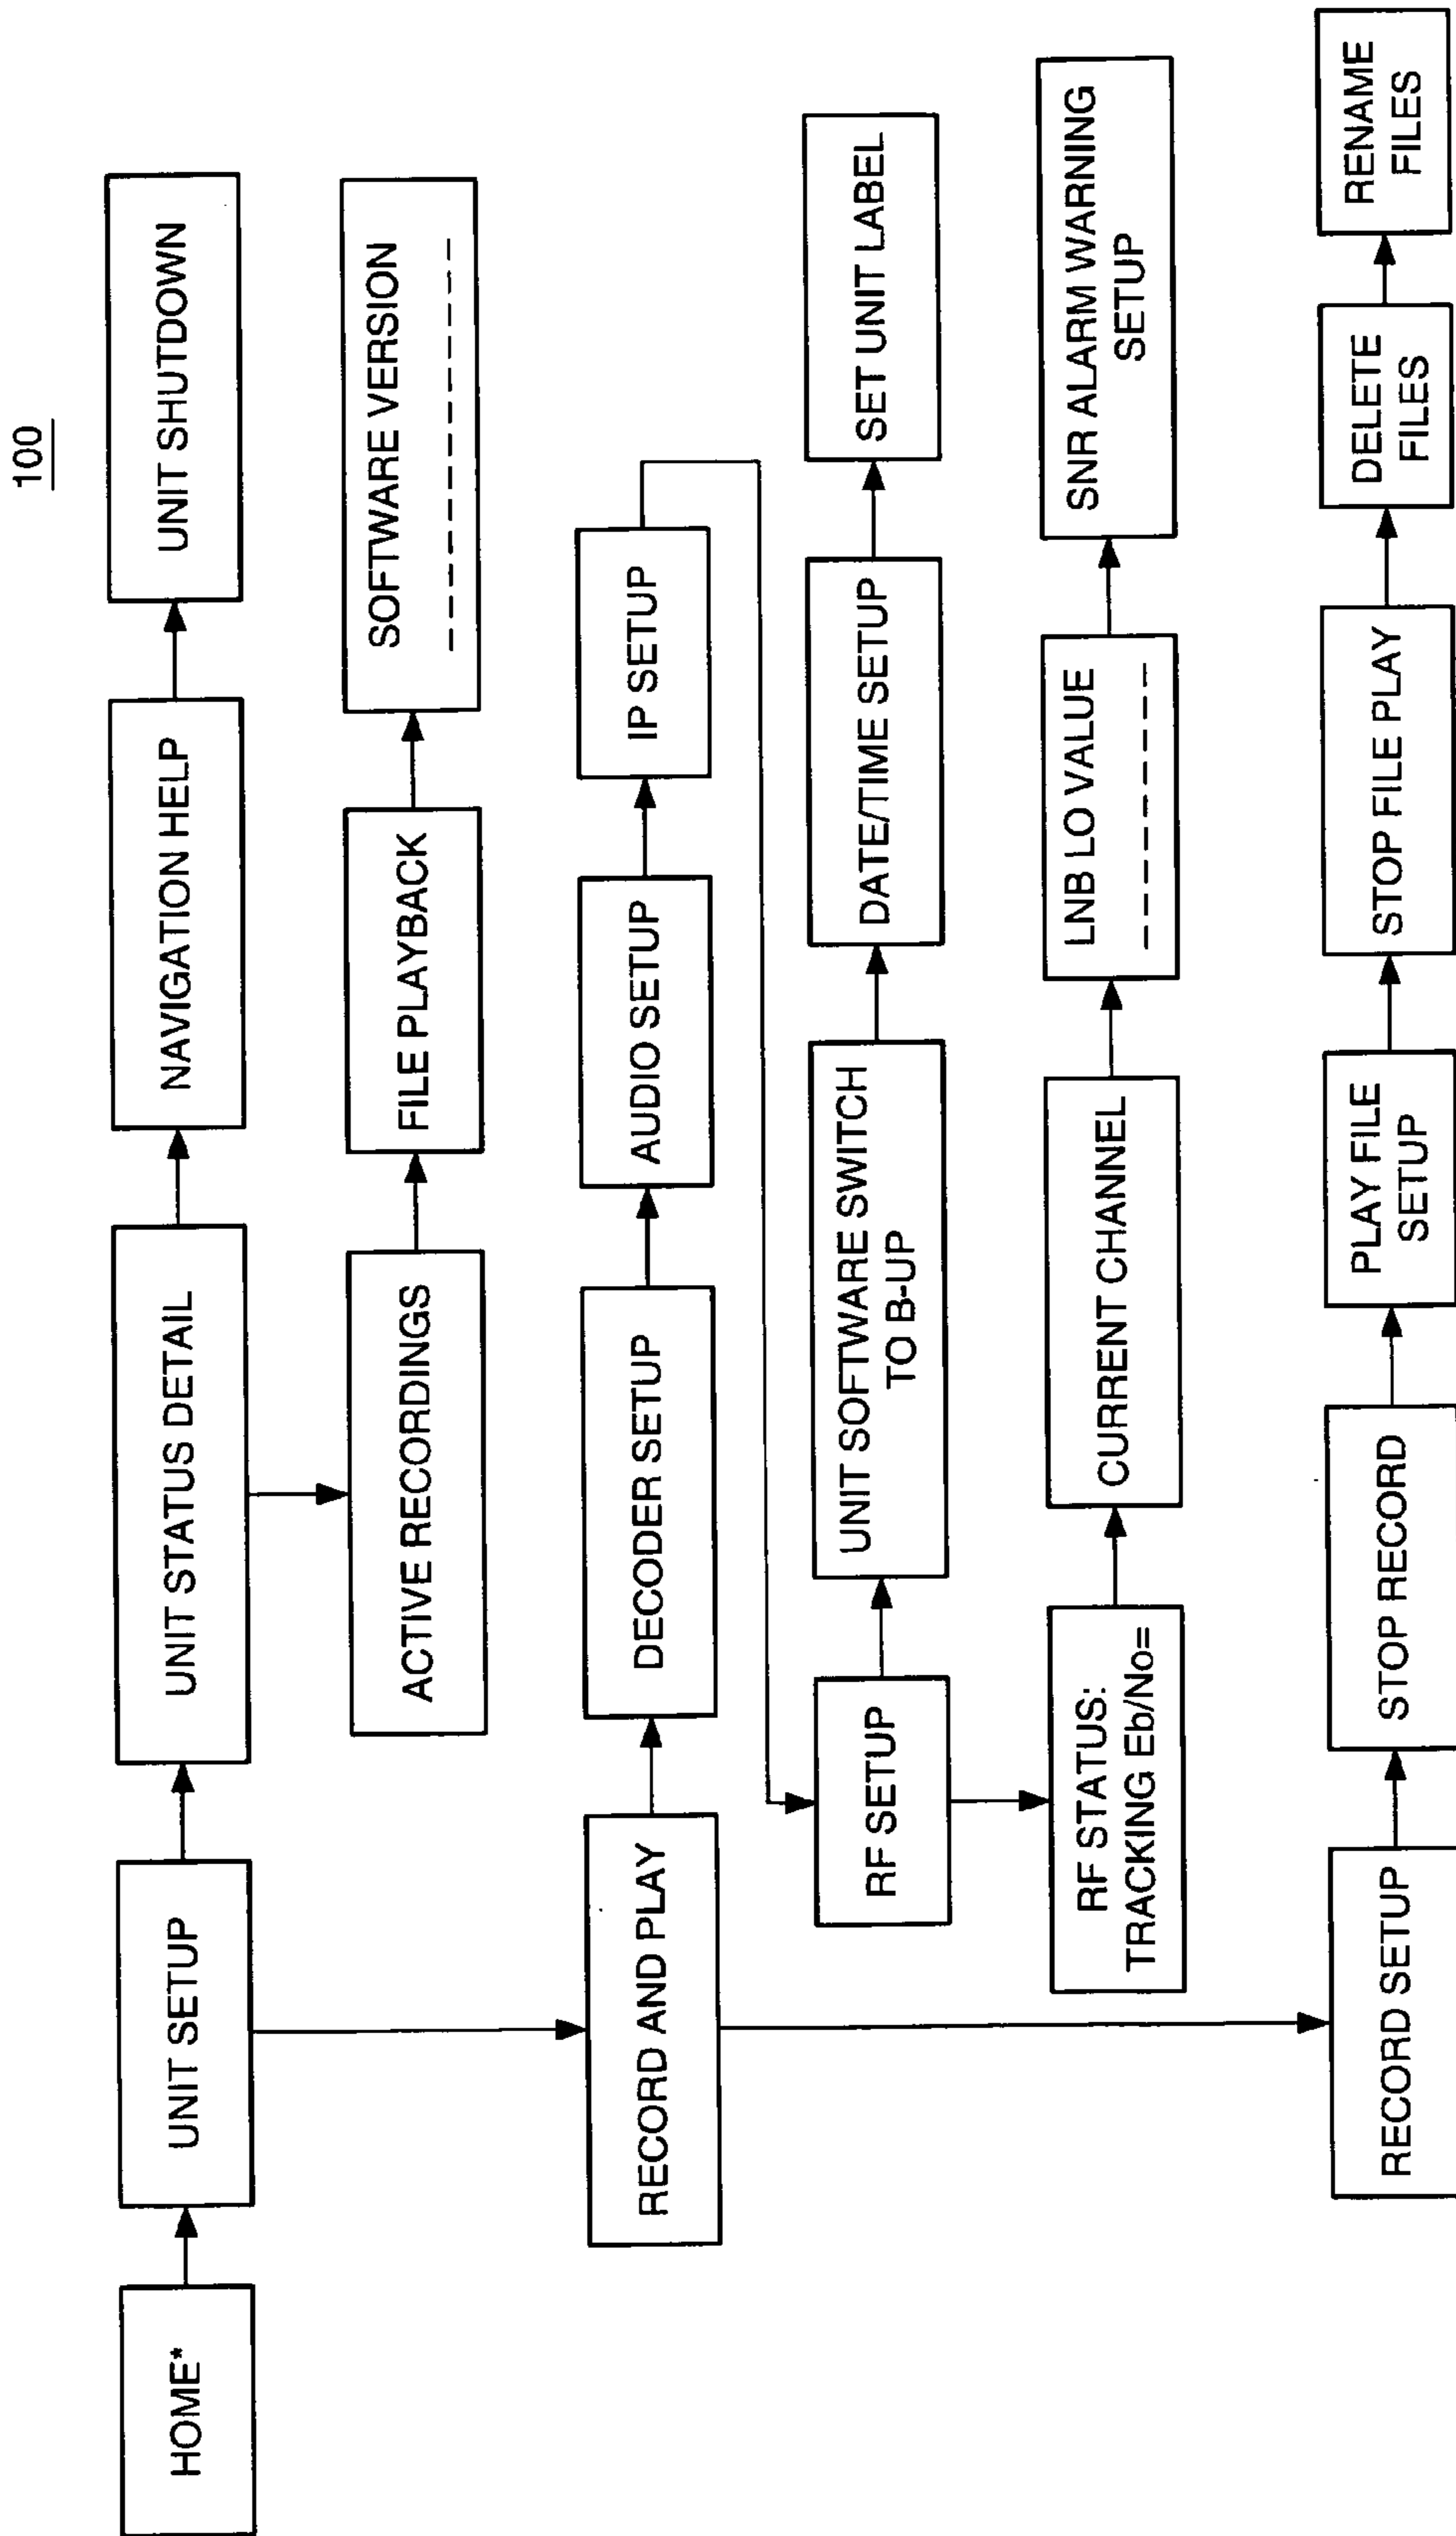 100
HOME*
UNIT SETUP
UNIT STATUS DETAIL
NAVIGATION HELP
UNIT SHUTDOWN
ACTIVE RECORDINGS
FILE PLAYBACK
SOFTWARE VERSION
RECORD AND PLAY
DECODER SETUP
AUDIO SETUP
IP SETUP
RF SETUP
UNIT SOFTWARE SWITCH
TO B-UP
DATE/TIME SETUP
SET UNIT LABEL
RF STATUS:
TRACKING Eb/No=
CURRENT CHANNEL
LNB LO VALUE
SNR ALARM WARNING
SETUP
RECORD SETUP
STOP RECORD
PLAY FILE
SETUP
STOP FILE PLAY
DELETE
FILES
RENAME
FILES